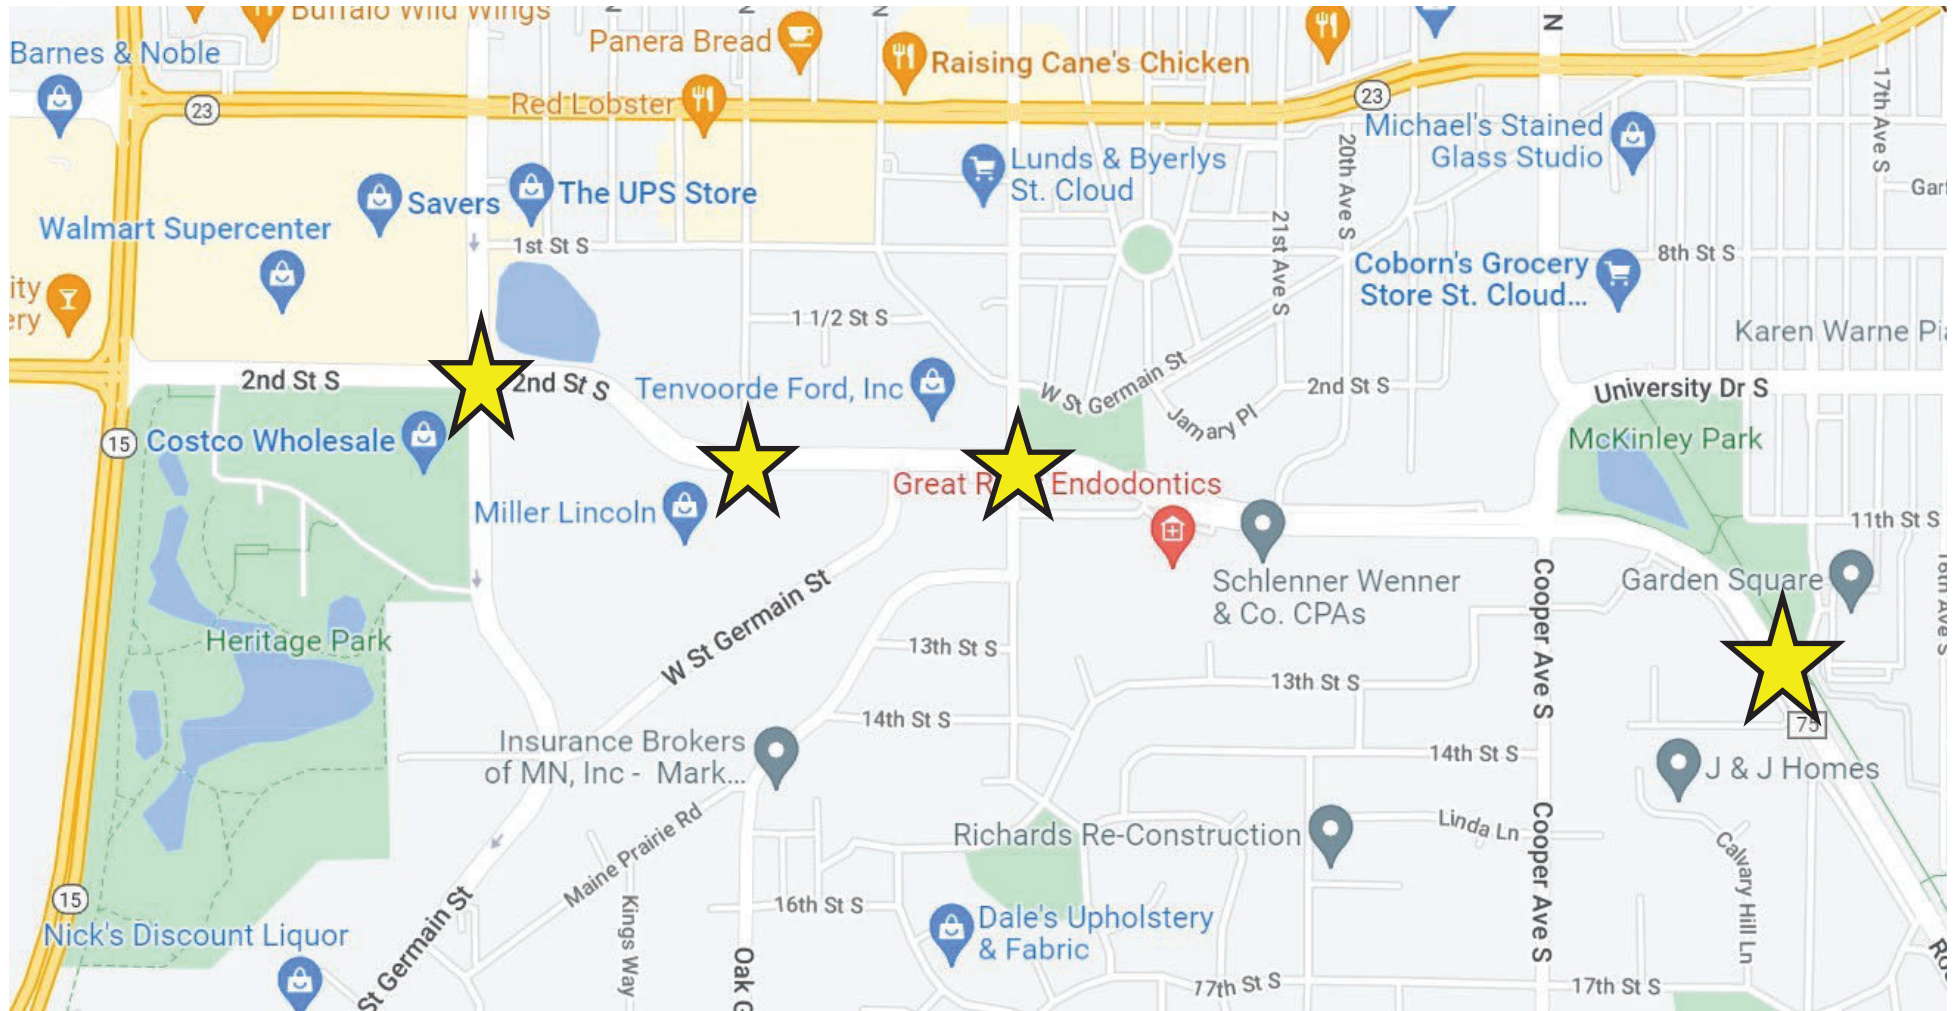 Buffalo Wild Wings
N
N
N
N
Barnes & Noble
Panera Bread
Raising Cane's Chicken
23
Red Lobster
23
17th Ave S
Michael's Stained
Glass Studio
20th Ave S
Lunds & Byerlys
St. Cloud
Savers
The UPS Store
Walmart Supercenter
1st St S
21st Ave S
8th St S
Coborn's Grocery
Store St. Cloud...
ity
ery
1 1/2 St S
Karen Warne Pi
2nd St S
2nd St S
Tenvoorde Ford, Inc
W St Germain St
2nd St S
University Dr S
Jamary Pl
15
Costco Wholesale
McKinley Park
Great R Endodontics
Miller Lincoln
11th St S
Schlenner Wenner
& Co. CPAs
Cooper Ave S
Garden Square
16th Ave S
Heritage Park
W St Germain St
13th St S
13th St S
14th St S
75
Insurance Brokers
of MN, Inc - Mark...
14th St S
J & J Homes
Maine Prairie Rd
Richards Re-Construction
Linda Ln
Cooper Ave S
Calvary Hill Ln
15
16th St S
Kings Way
Dale's Upholstery
& Fabric
Nick's Discount Liquor
St Germain St
Oak
17th St S
17th St S